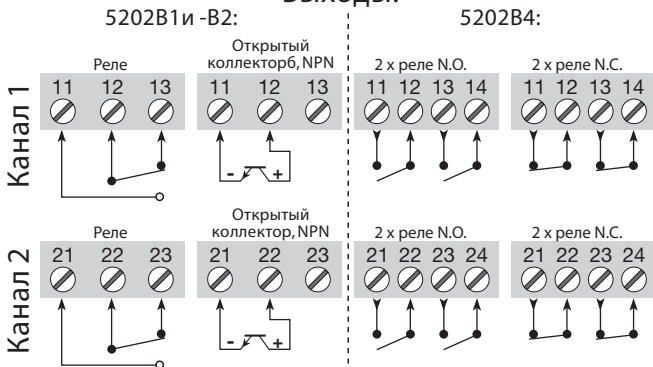 Выходы:
5202B1и -B2:
5202B4:
Канал 1
Реле
11 12 13
Открытый
коллекторб, NPN
11 12 13
- +
2 x реле N.O.
11 12 13 14
2 x реле N.C.
11 12 13 14
Канал 2
Реле
21 22 23
Открытый
коллектор, NPN
21 22 23
- +
2 x реле N.O.
21 22 23 24
2 x реле N.C.
21 22 23 24